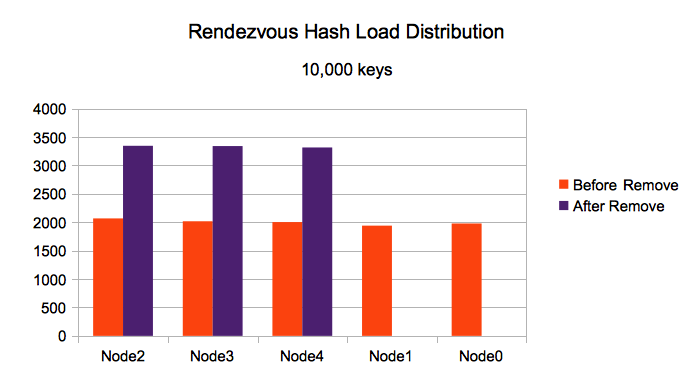 Rendezvous Hash Load Distribution
10,000 keys
4000
3500
3000
2500
2000
1500
1000
500
0
Node2 Node3 Node4 Node1 Node0
Before Remove
After Remove